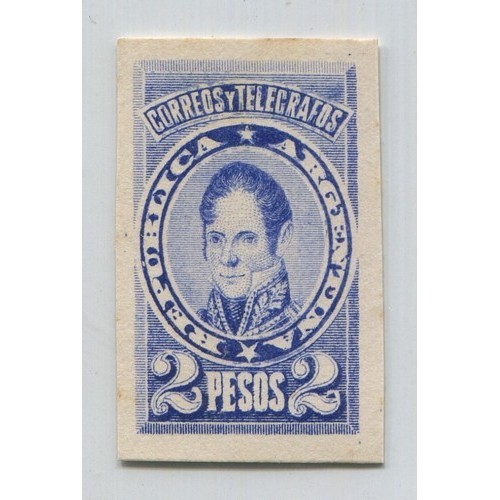 CORREOS Y TELEGRAFOS
REPUBLICA ★ ARGENTINA ★
2 PESOS 2